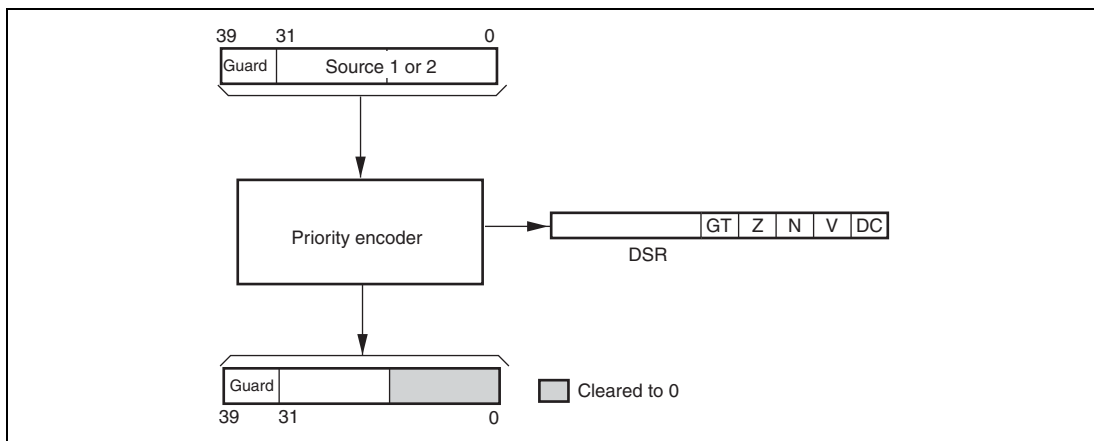 39 31 0
Guard Source 1 or 2
Priority encoder
GT Z N V DC
DSR
Guard
Cleared to 0
39 31 0